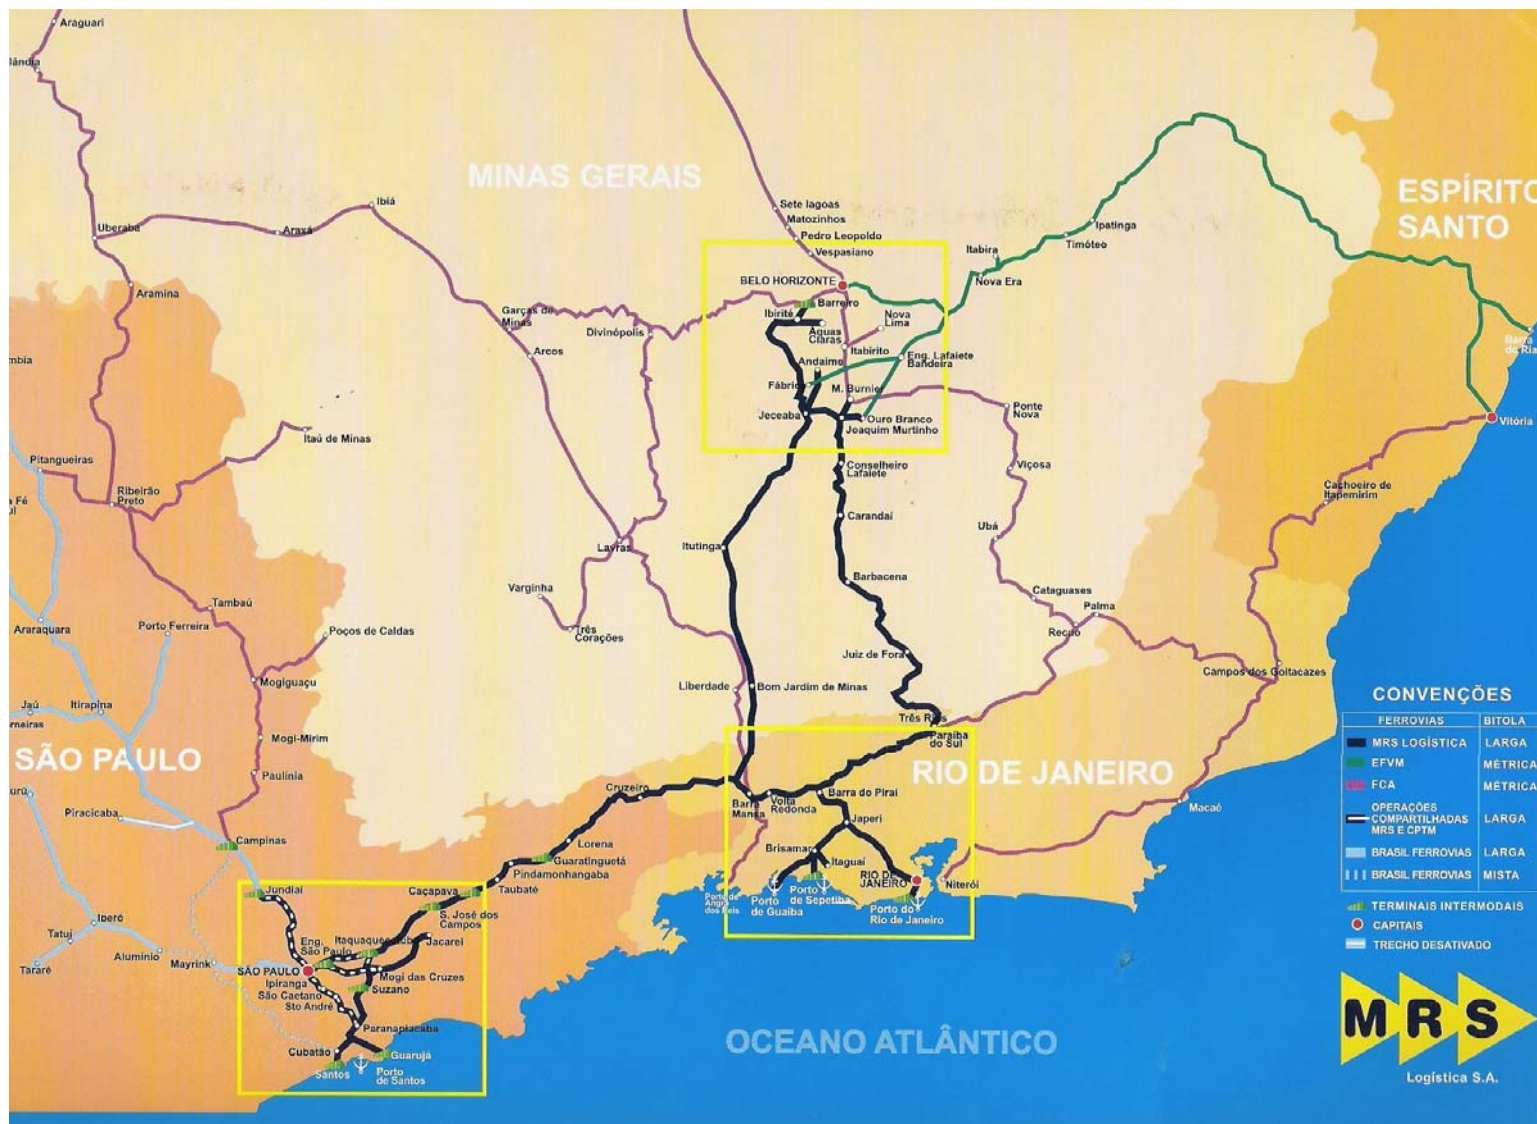 Araguari
lândia
MINAS GERAIS
ESPÍRITO
SANTO
Ibiá
Sete lagoas
Matozinhos
Pedro Leopoldo
Vespasiano
Uberaba
Araxá
Ipatinga
Timóteo
Itabira
Nova Era
BELO HORIZONTE
Aramina
Barreiro
Ibirité
Nova
Lima
Águas
Claras
Garças de
Minas
Divinópolis
Arcos
Itabirito
Eng. Lafaiete
Bandeira
Andaime
Fábrica
M. Burnier
Jeceaba
Ouro Branco
Joaquim Murtinho
Ponte
Nova
Vitória
Itaú de Minas
Pitangueiras
Conselheiro
Lafaiete
Viçosa
Cachoeiro de
Itapemirim
Ribeirão
Preto
Carandaí
Ubá
Lavras
Itutinga
Varginha
Barbacena
Cataguases
Tambaú
Palma
Araraquara
Porto Ferreira
Poços de Caldas
Três
Corações
Recuo
Juiz de Fora
Campos dos Goitacazes
Mogiguaçu
Liberdade
Bom Jardim de Minas
Jaú
Itirapina
Três Rios
Paraíba
do Sul
CONVENÇÕES
FERROVIAS
BITOLA
MRS LOGÍSTICA
LARGA
EFVM
MÉTRICA
FCA
MÉTRICA
OPERAÇÕES
COMPARTILHADAS
MRS E CPTM
LARGA
BRASIL FERROVIAS
LARGA
BRASIL FERROVIAS
MISTA
TERMINAIS INTERMODAIS
CAPITAIS
TRECHO DESATIVADO
Mogi-Mirim
SÃO PAULO
Paulínia
RIO DE JANEIRO
Cruzeiro
Barra
Mansa
Volta
Redonda
Barra do Piraí
Macaé
Piracicaba
Campinas
Lorena
Japeri
Brisamar
Itaguaí
Guaratinguetá
Pindamonhangaba
Taubaté
Caçapava
RIO DE
JANEIRO
Niterói
Jundiaí
Porto de
Angra
dos Reis
Porto
de Guaíba
Porto
de Sepetiba
Porto do
Rio de Janeiro
S. José dos
Campos
Jacareí
Iperó
Tatuí
Alumínio
Mayrink
Tararé
Eng.
São Paulo
SÃO PAULO
Mogi das Cruzes
Ipiranga
São Caetano
Sto André
Suzano
Paranapiacaba
Cubatão
Guarujá
Santos
Porto
de Santos
OCEANO ATLÂNTICO
MRS
Logística S.A.